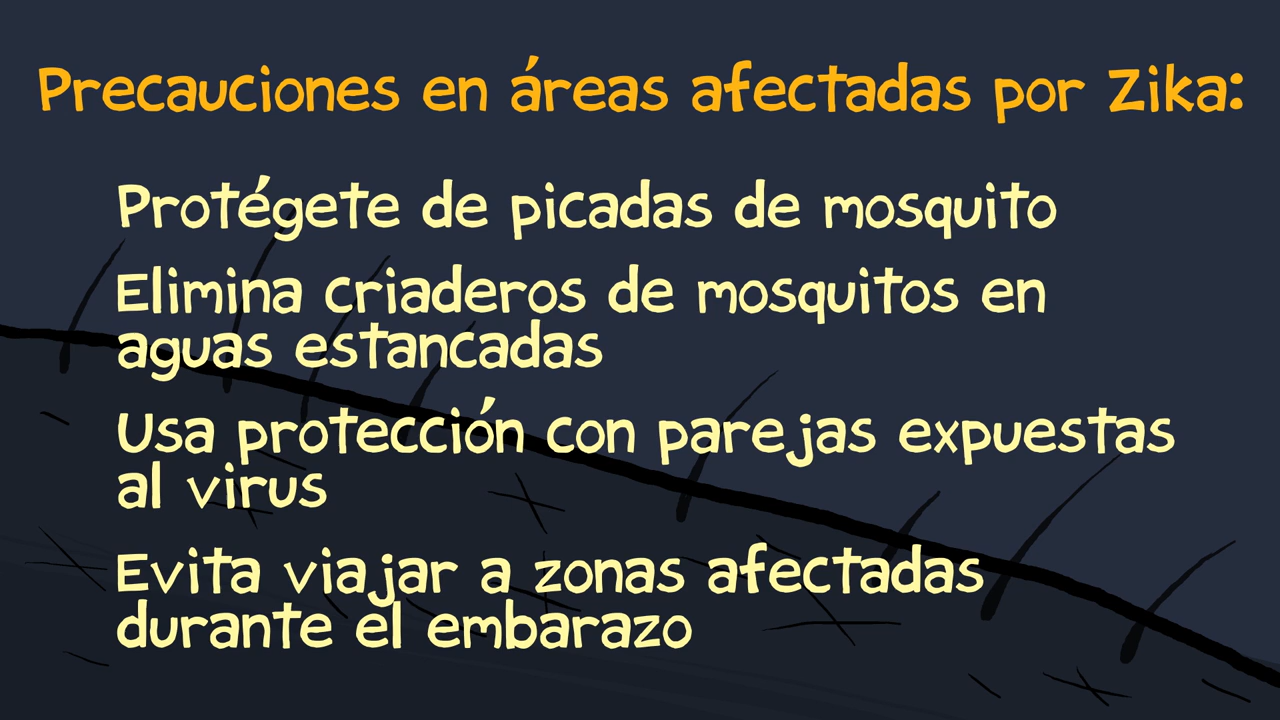 Precauciones en áreas afectadas por Zika:
Protégete de picadas de mosquito
Elimina criaderos de mosquitos en
aguas estancadas
Usa protección con parejas expuestas
al virus
Evita viajar a zonas afectadas
durante el embarazo